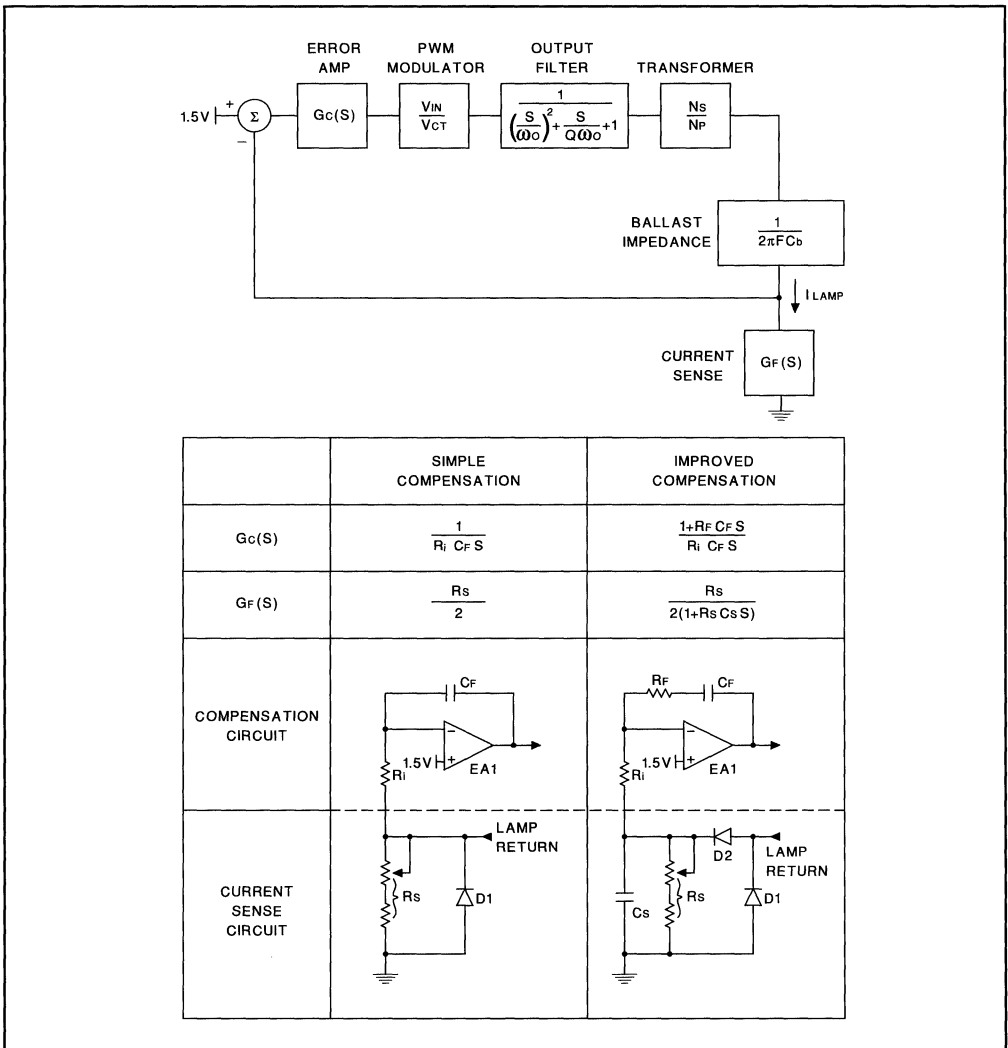 ERROR AMP
PWM MODULATOR
OUTPUT FILTER
TRANSFORMER
1.5V
+
Σ
−
GC(S)
VIN
VCT
1
(S/ωO)² + S/QωO +1
NS
NP
BALLAST IMPEDANCE
1
2πFCb
I LAMP
CURRENT SENSE
GF(S)
SIMPLE COMPENSATION
IMPROVED COMPENSATION
GC(S)
1
Ri CF S
1+RF CF S
Ri CF S
GF(S)
RS
2
RS
2(1+RS CS S)
COMPENSATION CIRCUIT
CF
−
1.5V
+
EA1
Ri
RF
CF
−
1.5V
+
EA1
Ri
CURRENT SENSE CIRCUIT
LAMP RETURN
RS
D1
D2
LAMP RETURN
CS
RS
D1